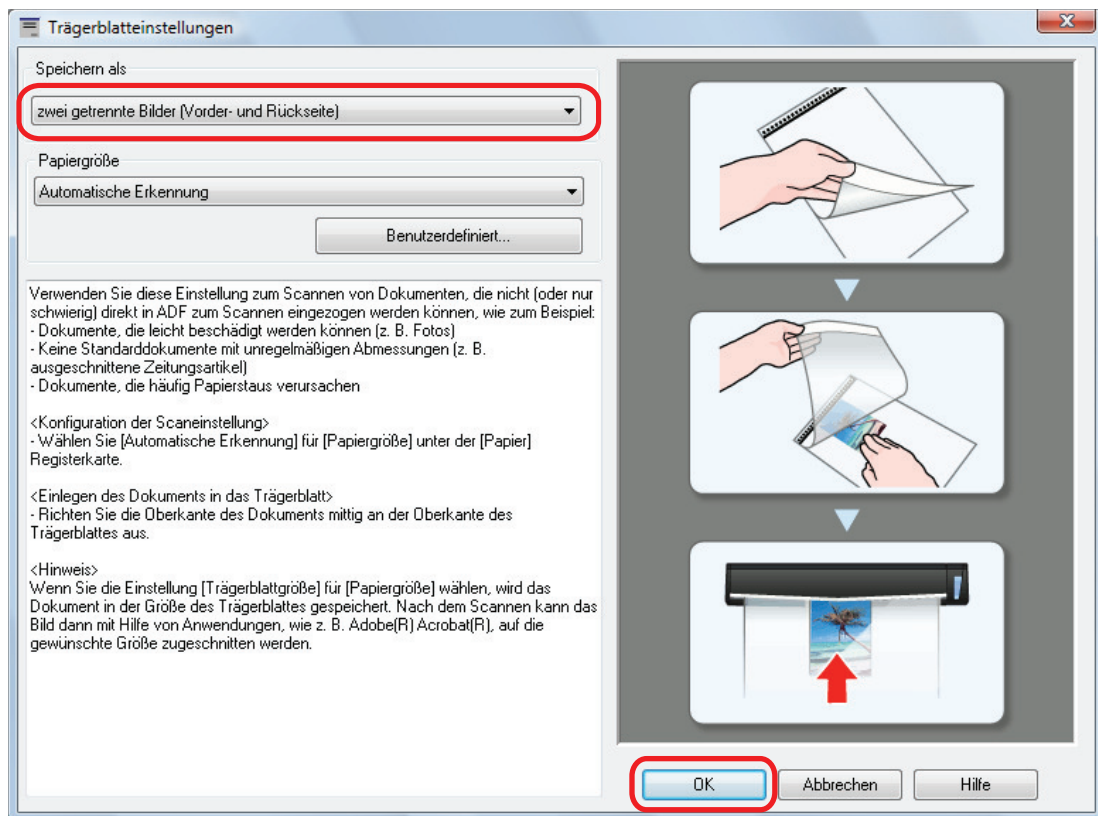 Trägerblatteinstellungen
Speichern als
zwei getrennte Bilder (Vorder- und Rückseite)
Papiergröße
Automatische Erkennung
Benutzerdefiniert...
Verwenden Sie diese Einstellung zum Scannen von Dokumenten, die nicht (oder nur
schwierig) direkt in ADF zum Scannen eingezogen werden können, wie zum Beispiel:
- Dokumente, die leicht beschädigt werden können (z. B. Fotos)
- Keine Standarddokumente mit unregelmäßigen Abmessungen (z. B.
ausgeschnittene Zeitungsartikel)
- Dokumente, die häufig Papierstaus verursachen
<Konfiguration der Scaneinstellung>
- Wählen Sie [Automatische Erkennung] für [Papiergröße] unter der [Papier]
Registerkarte.
<Einlegen des Dokuments in das Trägerblatt>
- Richten Sie die Oberkante des Dokuments mittig an der Oberkante des
Trägerblattes aus.
<Hinweis>
Wenn Sie die Einstellung [Trägerblattgröße] für [Papiergröße] wählen, wird das
Dokument in der Größe des Trägerblattes gespeichert. Nach dem Scannen kann das
Bild dann mit Hilfe von Anwendungen, wie z. B. Adobe(R) Acrobat(R), auf die
gewünschte Größe zugeschnitten werden.
OK
Abbrechen
Hilfe